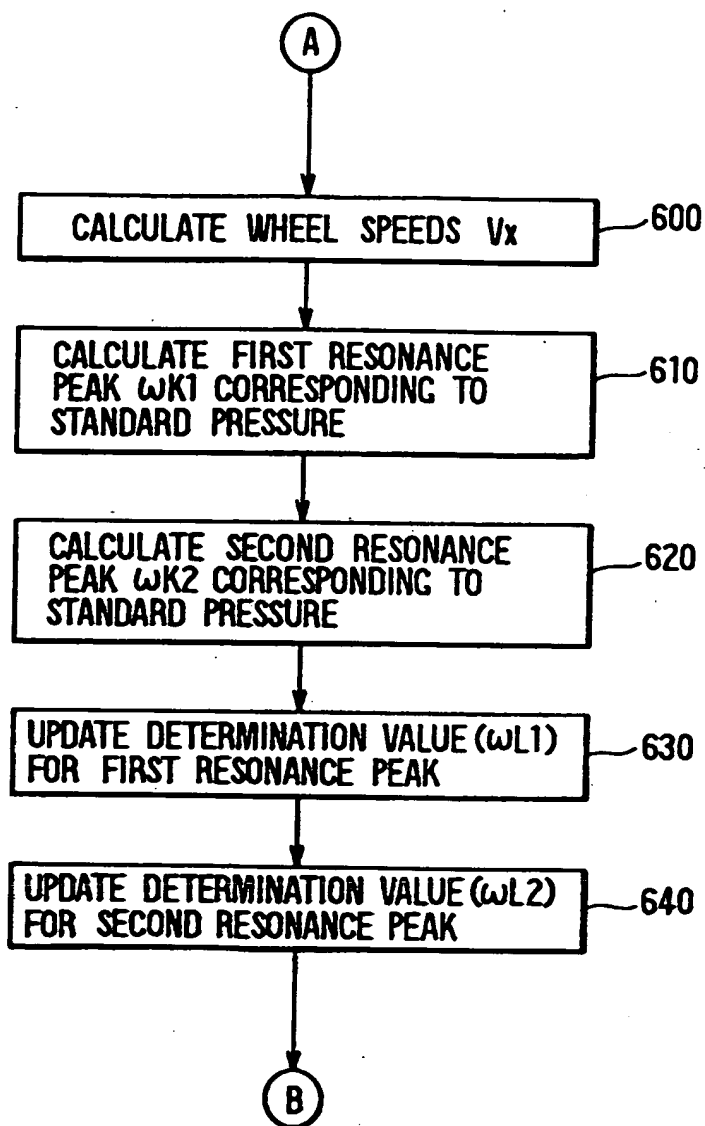 A
CALCULATE WHEEL SPEEDS Vx
600
CALCULATE FIRST RESONANCE
PEAK ωK1 CORRESPONDING TO
STANDARD PRESSURE
610
CALCULATE SECOND RESONANCE
PEAK ωK2 CORRESPONDING TO
STANDARD PRESSURE
620
UPDATE DETERMINATION VALUE (ωL1)
FOR FIRST RESONANCE PEAK
630
UPDATE DETERMINATION VALUE (ωL2)
FOR SECOND RESONANCE PEAK
640
B